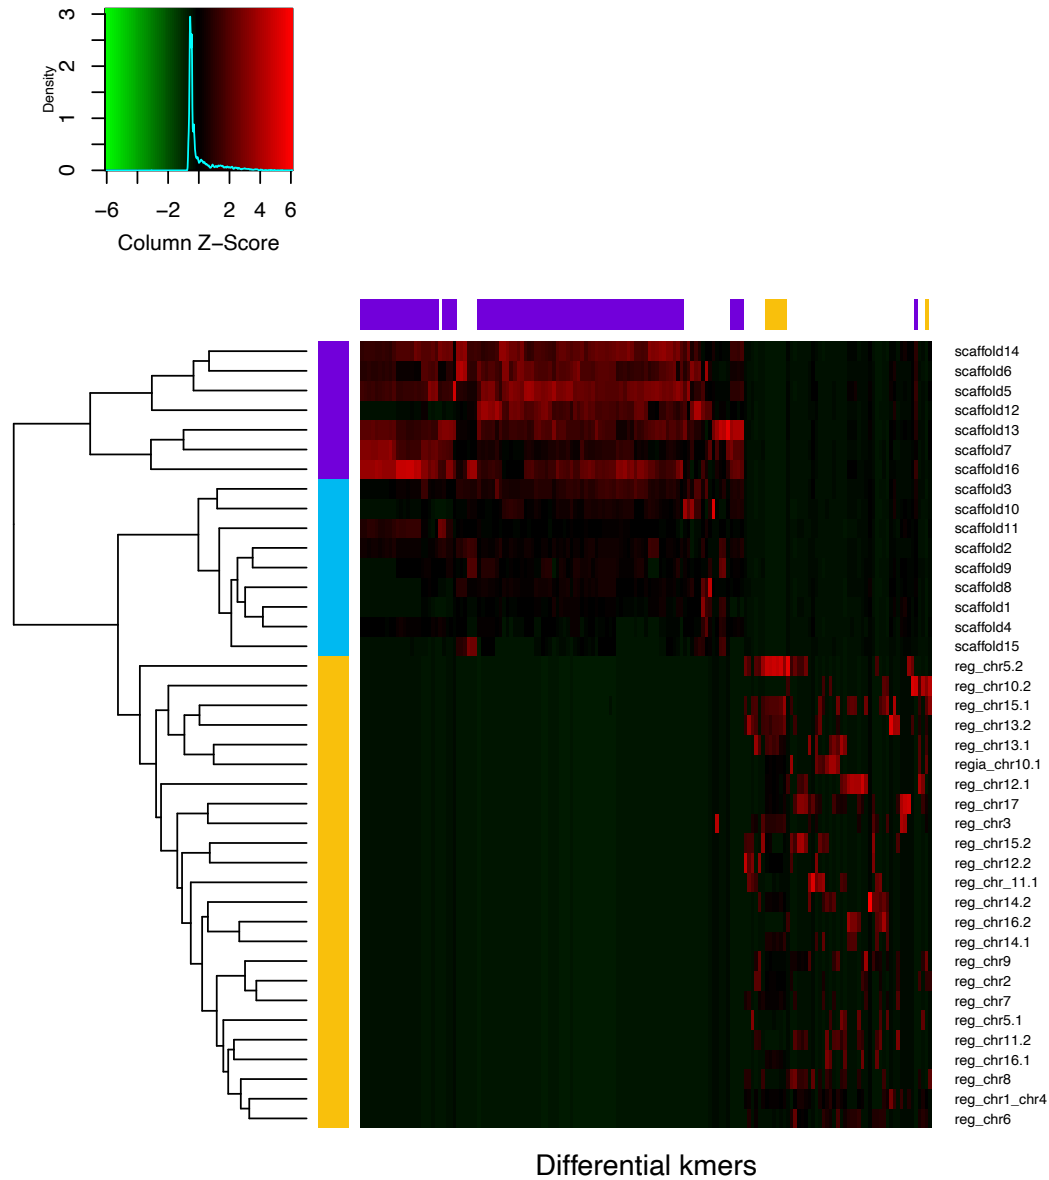 3
2
1
0
Density
−6 −2 2 4 6
Column Z−Score
scaffold14
scaffold6
scaffold5
scaffold12
scaffold13
scaffold7
scaffold16
scaffold3
scaffold10
scaffold11
scaffold2
scaffold9
scaffold8
scaffold1
scaffold4
scaffold15
reg_chr5.2
reg_chr10.2
reg_chr15.1
reg_chr13.2
reg_chr13.1
regia_chr10.1
reg_chr12.1
reg_chr17
reg_chr3
reg_chr15.2
reg_chr12.2
reg_chr_11.1
reg_chr14.2
reg_chr16.2
reg_chr14.1
reg_chr9
reg_chr2
reg_chr7
reg_chr5.1
reg_chr11.2
reg_chr16.1
reg_chr8
reg_chr1_chr4
reg_chr6
Differential kmers